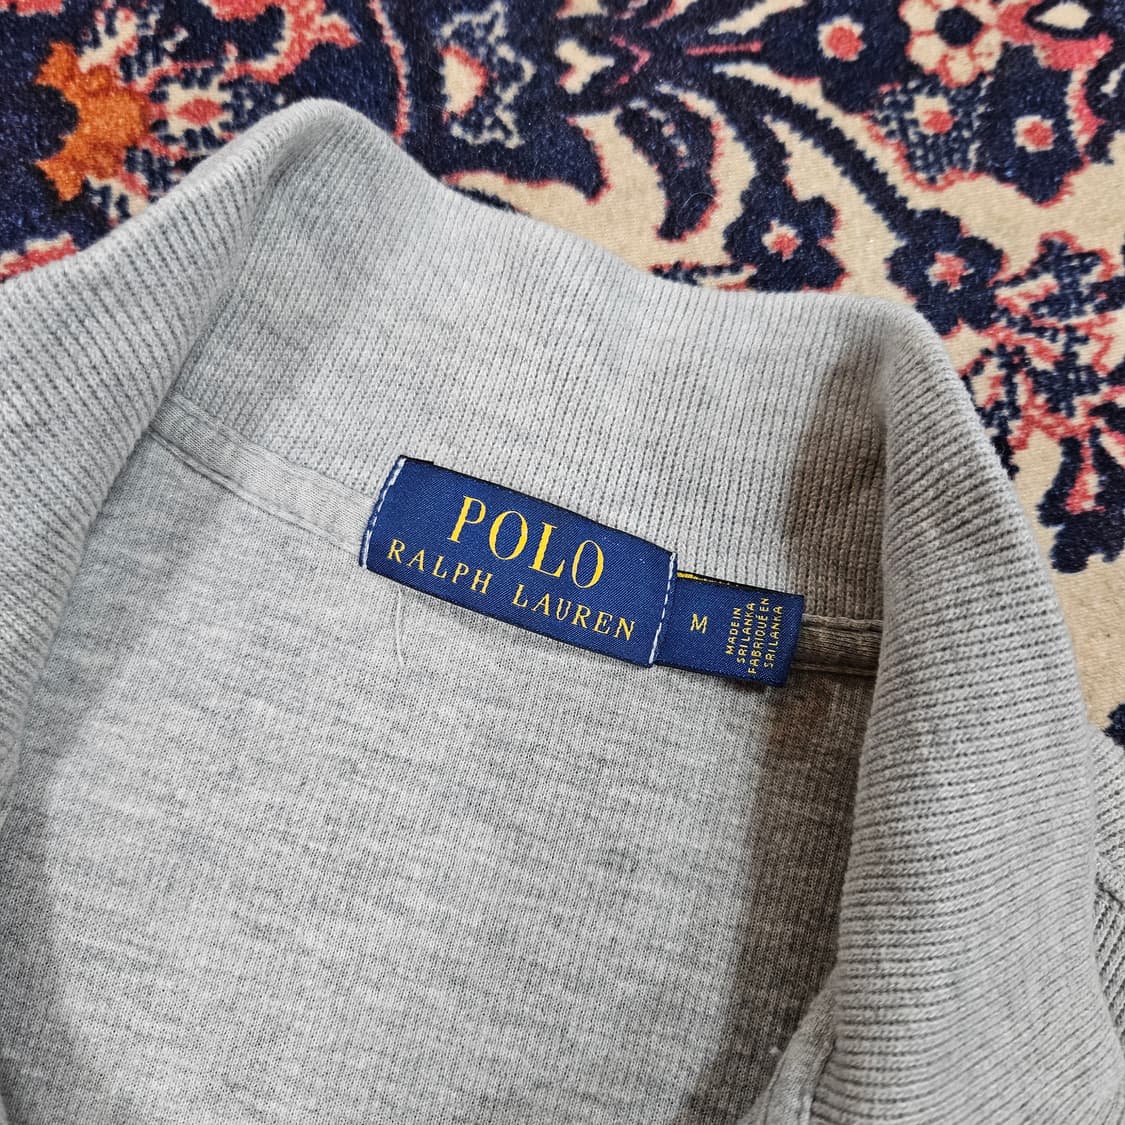 POLO
RALPH LAUREN
M
MADE IN
SRI LANKA
FABRIQUÉ EN
SRI LANKA